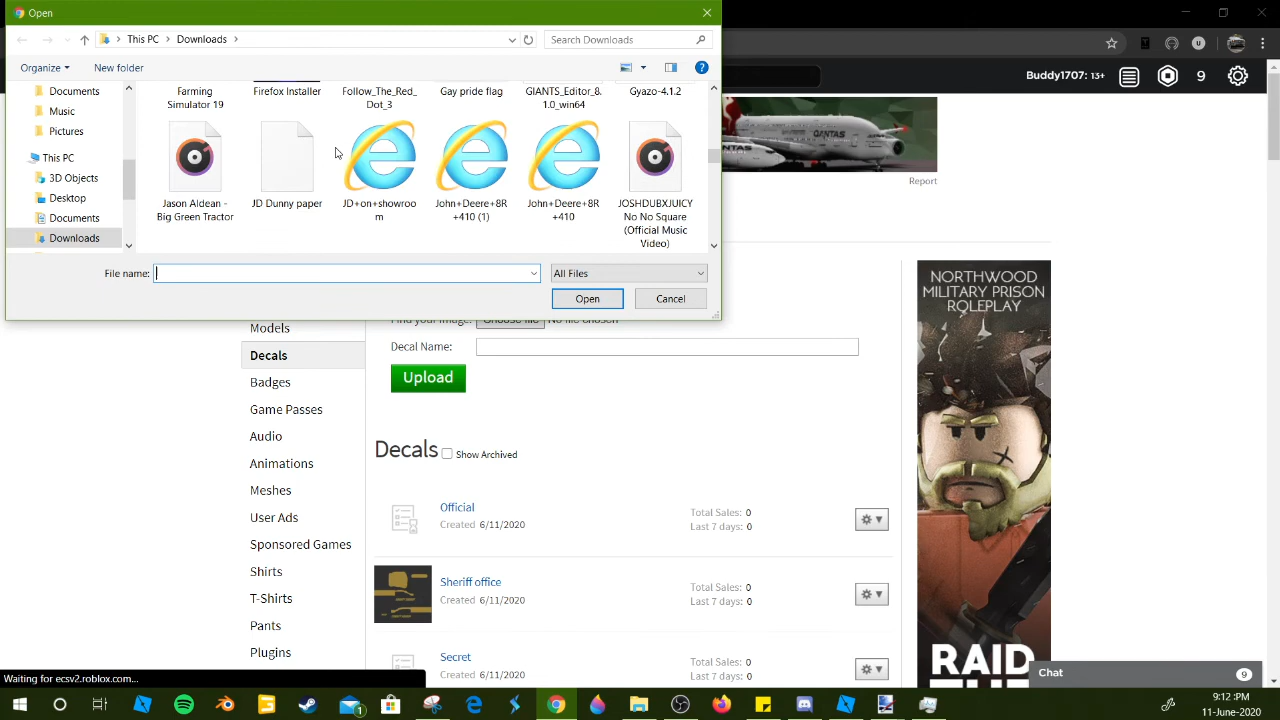 Open
This PC
Downloads
Search Downloads
Organize
New folder
Documents
Music
Pictures
This PC
3D Objects
Desktop
Documents
Downloads
Farming
Simulator 19
Firefox Installer
Follow_The_Red_
Dot_3
Gay pride flag
GIANTS_Editor_8.
1.0_win64
Gyazo-4.1.2
Jason Aldean -
Big Green Tractor
JD Dunny paper
JD+on+showroo
m
John+Deere+8R
+410 (1)
John+Deere+8R
+410
JOSHDUBXJUICY
No No Square
(Official Music
Video)
File name:
All Files
Open
Cancel
Buddy1707: 13+
9
QANTAS
Report
Find your image:
Choose file
No file chosen
Decal Name:
Upload
Models
Decals
Badges
Game Passes
Audio
Animations
Meshes
User Ads
Sponsored Games
Shirts
T-Shirts
Pants
Plugins
Decals
Show Archived
Official
Created 6/11/2020
Total Sales: 0
Last 7 days: 0
Sheriff office
Created 6/11/2020
Total Sales: 0
Last 7 days: 0
Secret
Created 6/11/2020
Total Sales: 0
Last 7 days: 0
NORTHWOOD
MILITARY PRISON
ROLEPLAY
RAID
Chat
9
Waiting for ecsv2.roblox.com...
9:12 PM
11-June-2020